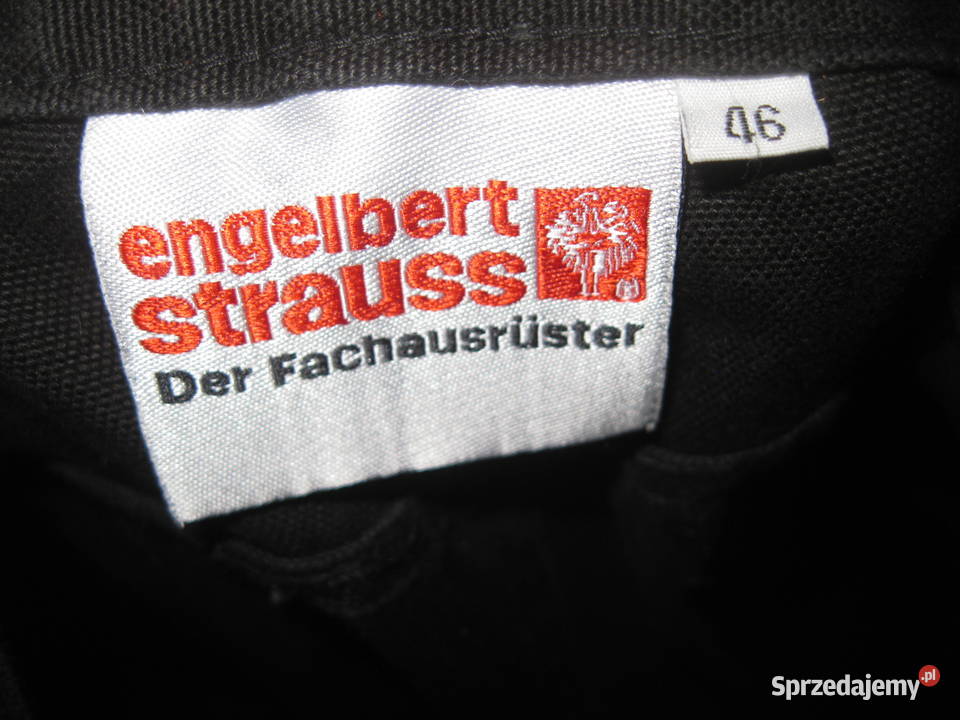 46
engelbert
strauss
Der Fachausrüster
Sprzedajemy.pl